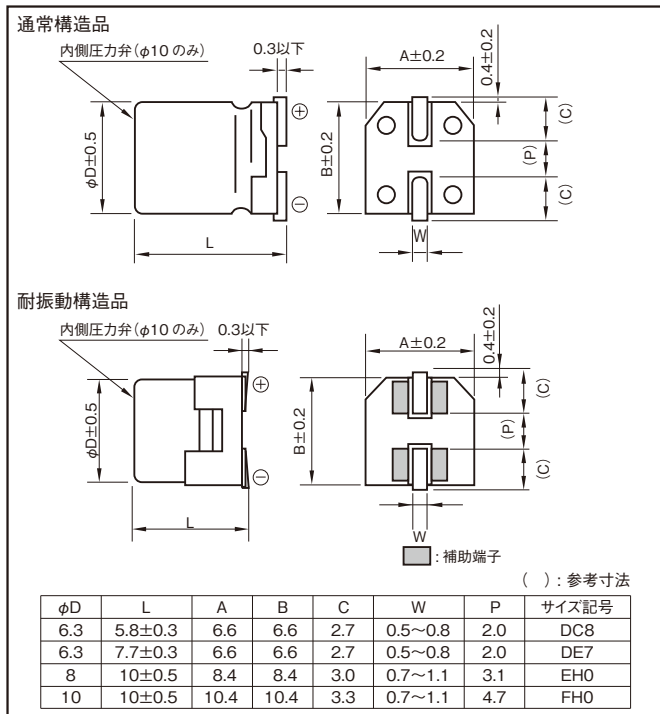 通常構造品
内側圧力弁(φ10 のみ)
0.3以下
A±0.2
0.4±0.2
φD±0.5
⊕
⊖
L
B±0.2
(C)
(P)
(C)
W
耐振動構造品
内側圧力弁(φ10 のみ)
0.3以下
A±0.2
0.4±0.2
φD±0.5
⊕
⊖
L
B±0.2
(C)
(P)
(C)
W
:補助端子
( ):参考寸法
φD L A B C W P サイズ記号
6.3 5.8±0.3 6.6 6.6 2.7 0.5~0.8 2.0 DC8
6.3 7.7±0.3 6.6 6.6 2.7 0.5~0.8 2.0 DE7
8 10±0.5 8.4 8.4 3.0 0.7~1.1 3.1 EH0
10 10±0.5 10.4 10.4 3.3 0.7~1.1 4.7 FH0